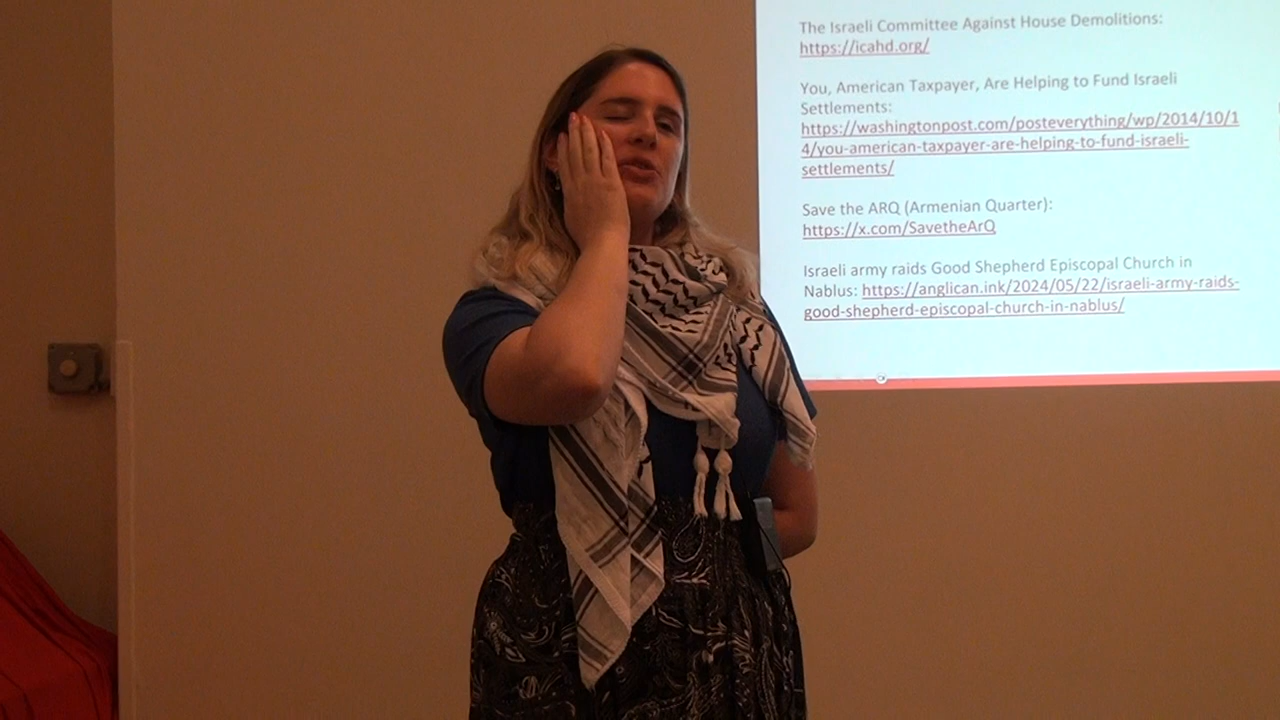 The Israeli Committee Against House Demolitions:
https://icahd.org/
You, American Taxpayer, Are Helping to Fund Israeli
Settlements:
https://washingtonpost.com/posteverything/wp/2014/10/1
4/you-american-taxpayer-are-helping-to-fund-israeli-
settlements/
Save the ARQ (Armenian Quarter):
https://x.com/SavetheArQ
Israeli army raids Good Shepherd Episcopal Church in
Nablus: https://anglican.ink/2024/05/22/israeli-army-raids-
good-shepherd-episcopal-church-in-nablus/